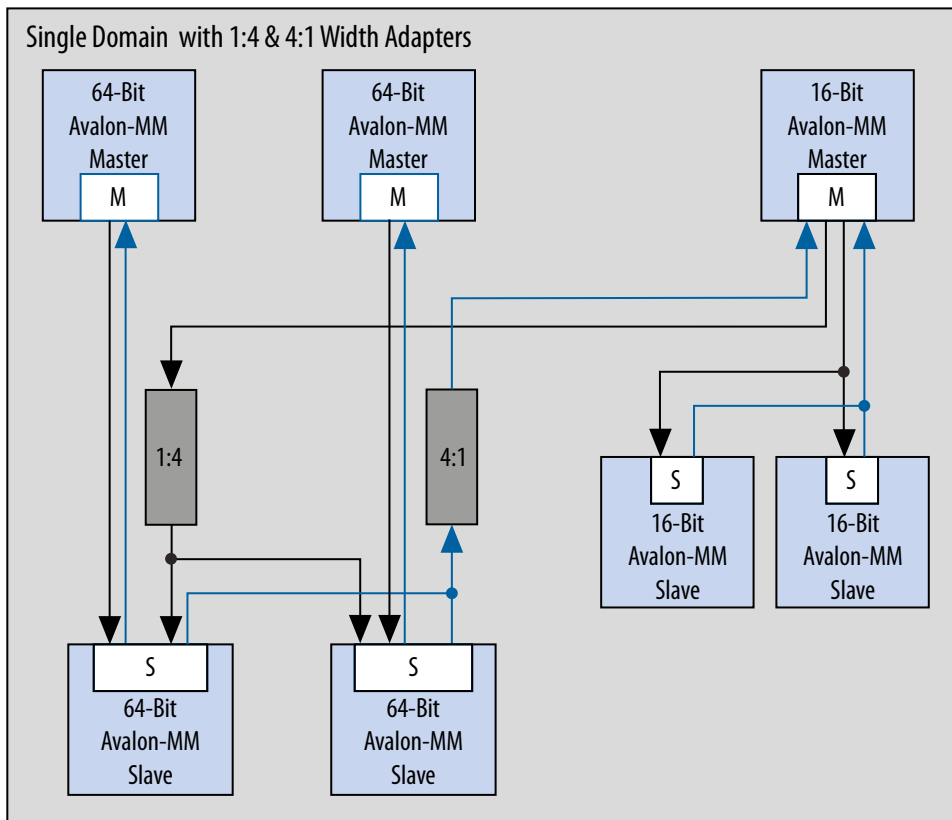 Single Domain with 1:4 & 4:1 Width Adapters
64-Bit
Avalon-MM
Master
M
64-Bit
Avalon-MM
Master
M
16-Bit
Avalon-MM
Master
M
1:4
4:1
S
16-Bit
Avalon-MM
Slave
S
16-Bit
Avalon-MM
Slave
S
64-Bit
Avalon-MM
Slave
S
64-Bit
Avalon-MM
Slave